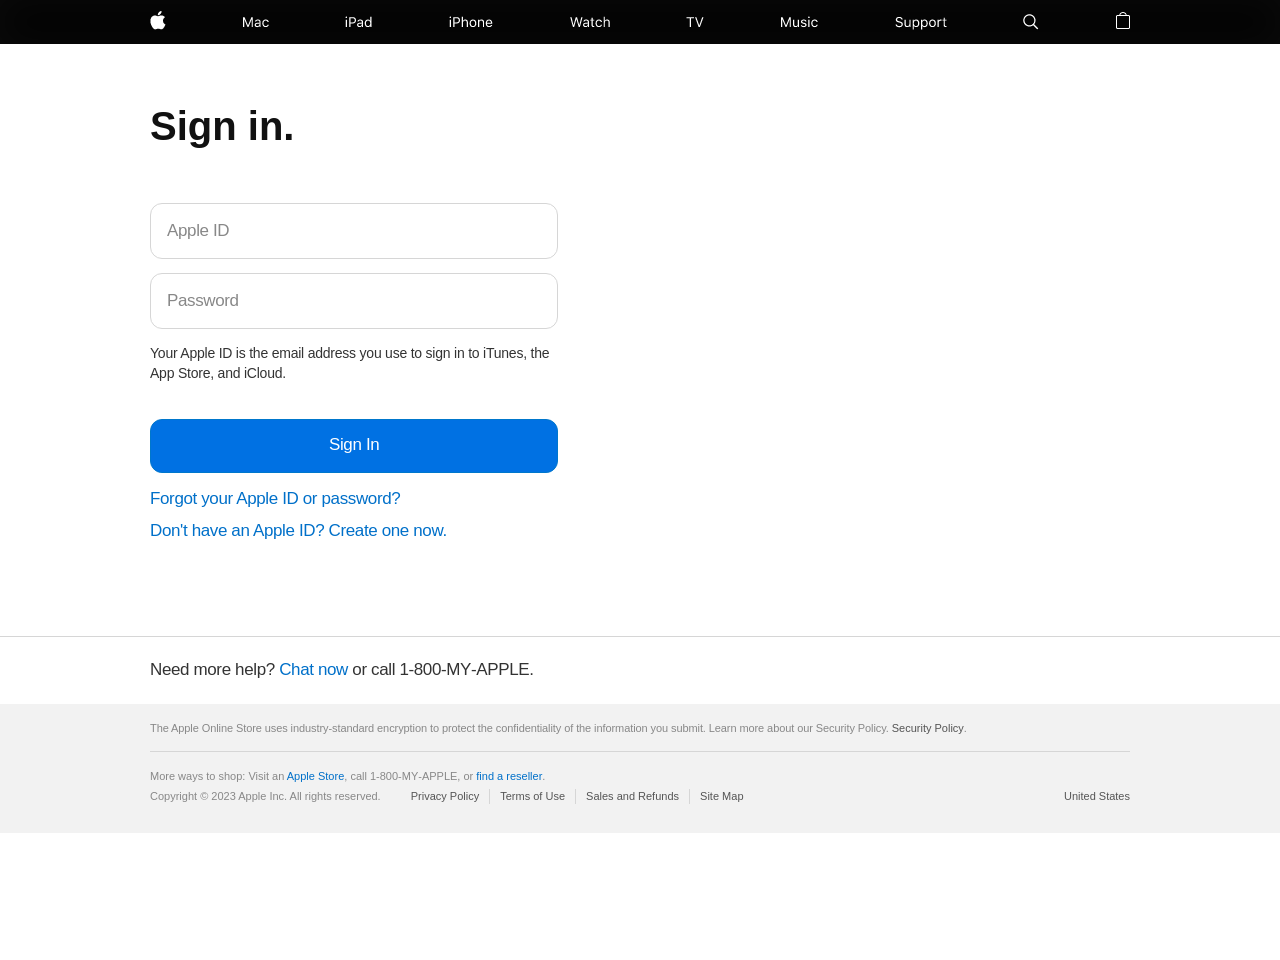 Mac iPad iPhone Watch TV Music Support
Sign in.
Apple ID
Password
Your Apple ID is the email address you use to sign in to iTunes, the
App Store, and iCloud.
Sign In
Forgot your Apple ID or password?
Don't have an Apple ID? Create one now.
Need more help? Chat now or call 1-800-MY-APPLE.
The Apple Online Store uses industry-standard encryption to protect the confidentiality of the information you submit. Learn more about our Security Policy. Security Policy.
More ways to shop: Visit an Apple Store, call 1-800-MY-APPLE, or find a reseller.
Copyright © 2023 Apple Inc. All rights reserved. Privacy Policy Terms of Use Sales and Refunds Site Map United States